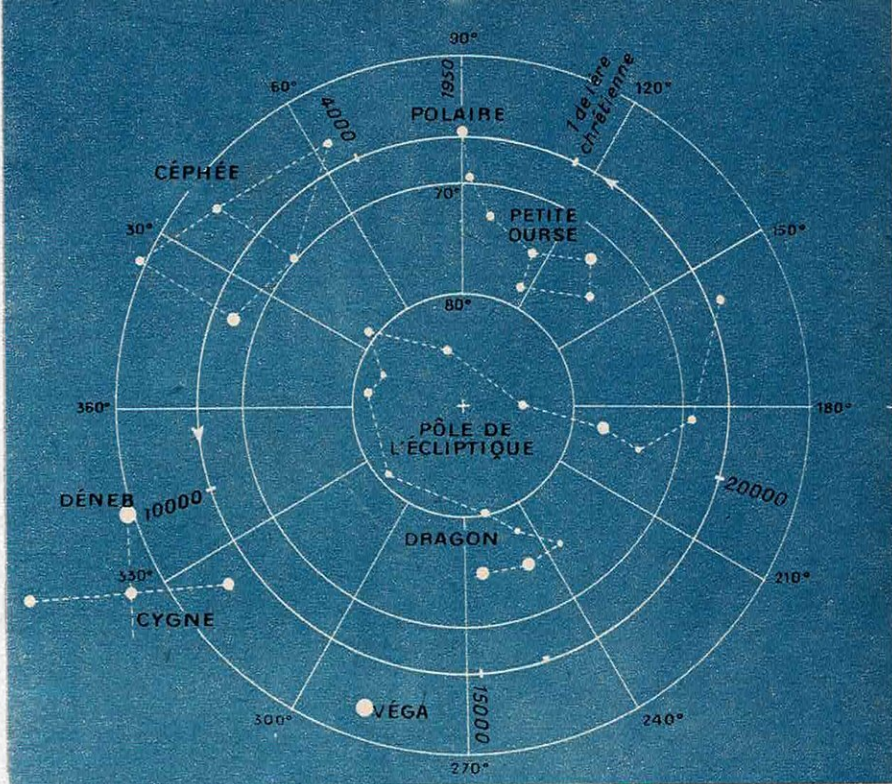 90°
60°
1950
1 de l'ère
chrétienne
120°
4000
POLAIRE
CÉPHÉE
70°
PETITE
OURSE
30°
150°
80°
360°
180°
PÔLE DE
L'ÉCLIPTIQUE
DÉNEB
10000
20000
DRAGON
330°
210°
CYGNE
VÉGA
15000
300°
240°
270°